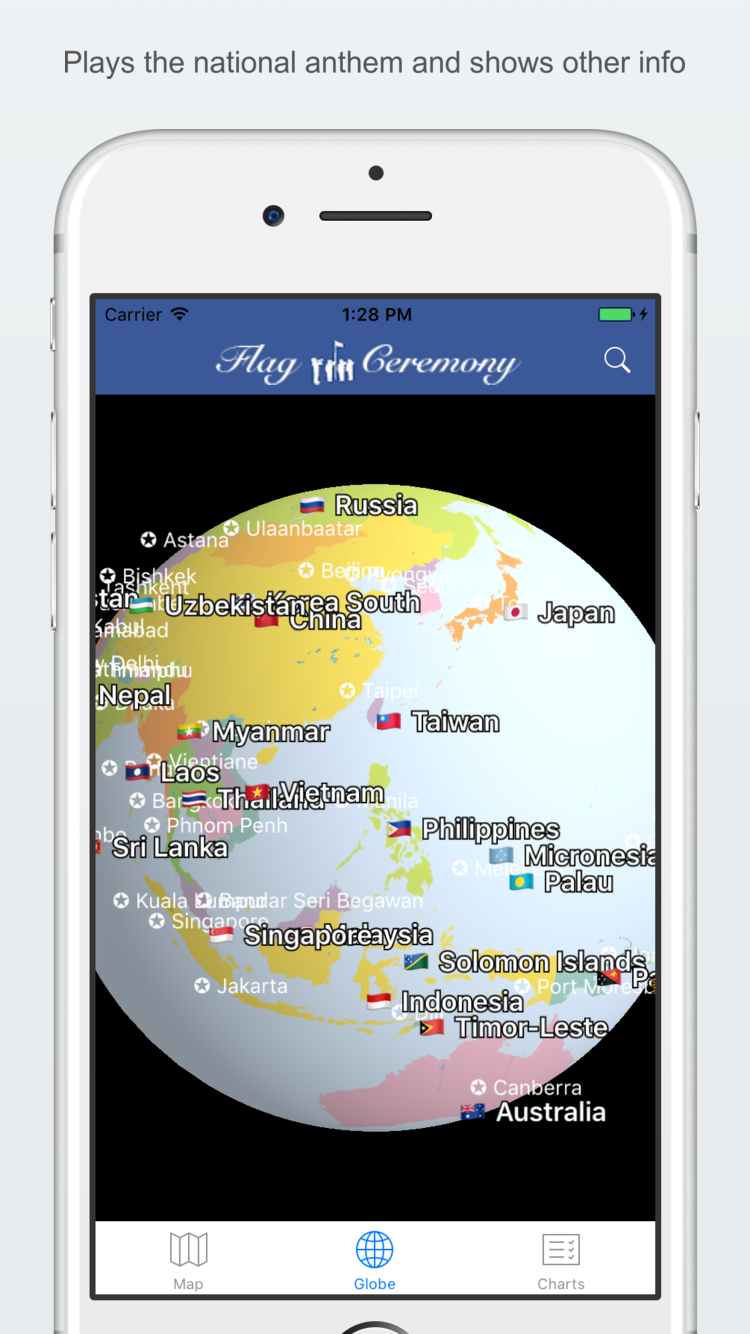 Plays the national anthem and shows other info
Carrier
1:28 PM
Flag Ceremony
Russia
Ulaanbaatar
Astana
Beijing
Pyongyang
Bishkek
Tashkent
Seoul
Uzbekistan
Korea South
China
Japan
Kabul
Delhi
Taipei
Nepal
Taiwan
Myanmar
Vientiane
Laos
Vietnam
Thailand
Bangkok
Manila
Phnom Penh
Philippines
Sri Lanka
Micronesia
Palau
Kuala Lumpur
Bandar Seri Begawan
Singapore
Singapore
Malaysia
Solomon Islands
Jakarta
Port Moresb
Indonesia
Dili
Timor-Leste
Canberra
Australia
Map
Globe
Charts